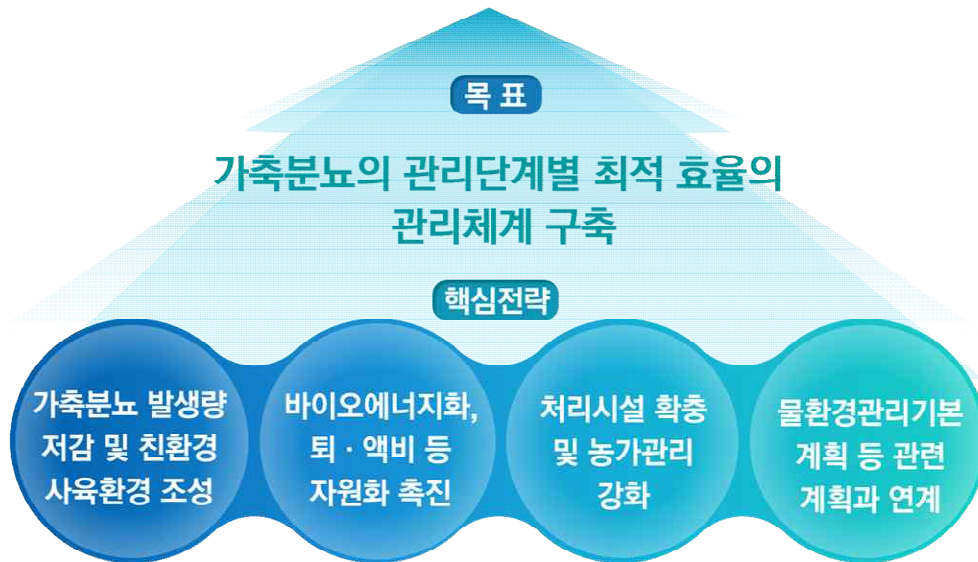 목 표
가축분뇨의 관리단계별 최적 효율의
관리체계 구축
핵심전략
가축분뇨 발생량
저감 및 친환경
사육환경 조성
바이오에너지화,
퇴 · 액비 등
자원화 촉진
처리시설 확충
및 농가관리
강화
물환경관리기본
계획 등 관련
계획과 연계